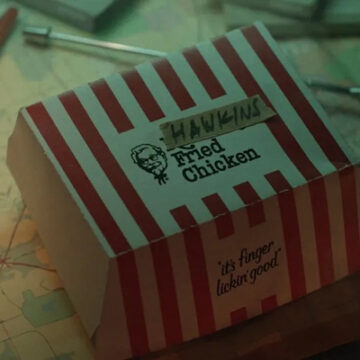 HAWKINS
Fried
Chicken
"it's finger
lickin' good"